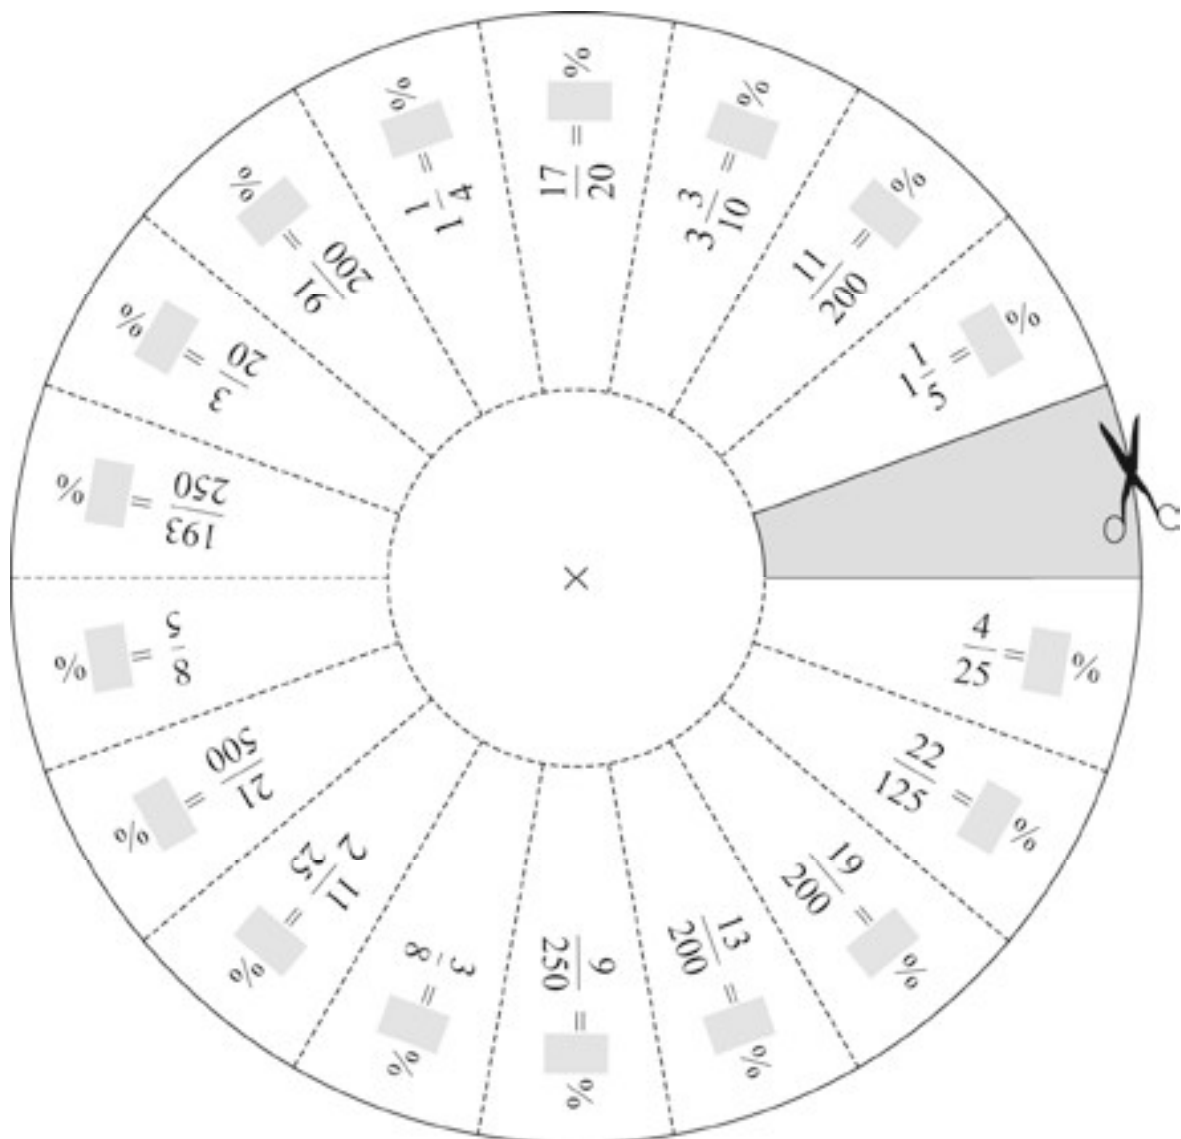 4/25 = %
22/125 = %
19/200 = %
13/200 = %
9/250 = %
3/8 = %
2 11/25 = %
21/500 = %
8/5 = %
193/250 = %
3/20 = %
91/200 = %
1 1/4 = %
17/20 = %
3 3/10 = %
11/200 = %
1 1/5 = %